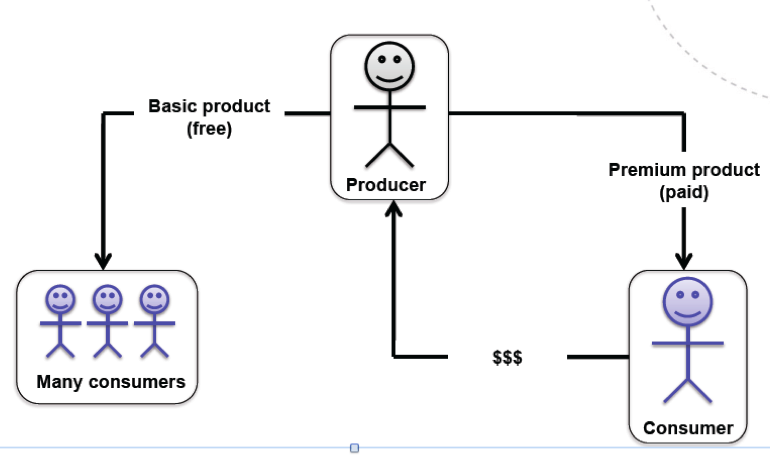 Basic product
(free)
Producer
Premium product
(paid)
Many consumers
$$$
Consumer